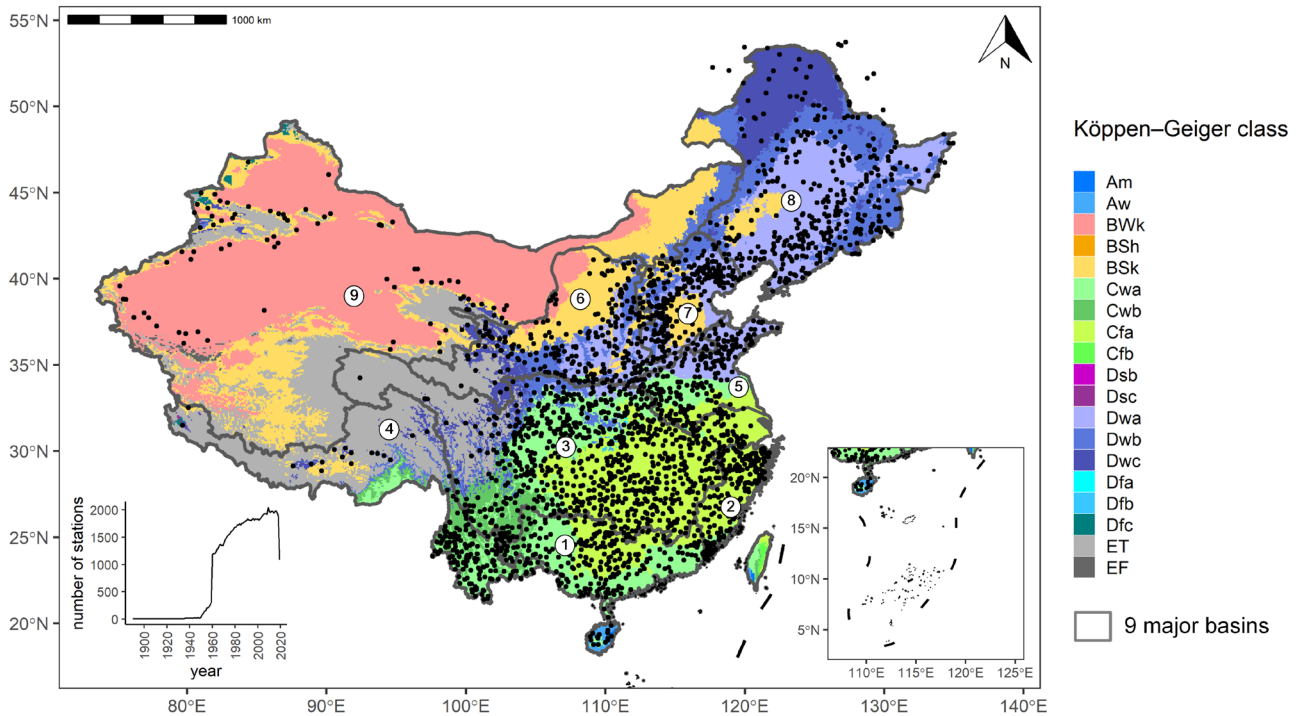 55°N
50°N
45°N
40°N
35°N
30°N
25°N
20°N
1000 km
N
8
9
6
7
5
4
3
2
1
2000
1500
1000
500
0
number of stations
1900
1920
1940
1960
1980
2000
2020
year
20°N
15°N
10°N
5°N
110°E 115°E 120°E 125°E
80°E 90°E 100°E 110°E 120°E 130°E 140°E
Köppen–Geiger class
Am
Aw
BWk
BSh
BSk
Cwa
Cwb
Cfa
Cfb
Dsb
Dsc
Dwa
Dwb
Dwc
Dfa
Dfb
Dfc
ET
EF
9 major basins